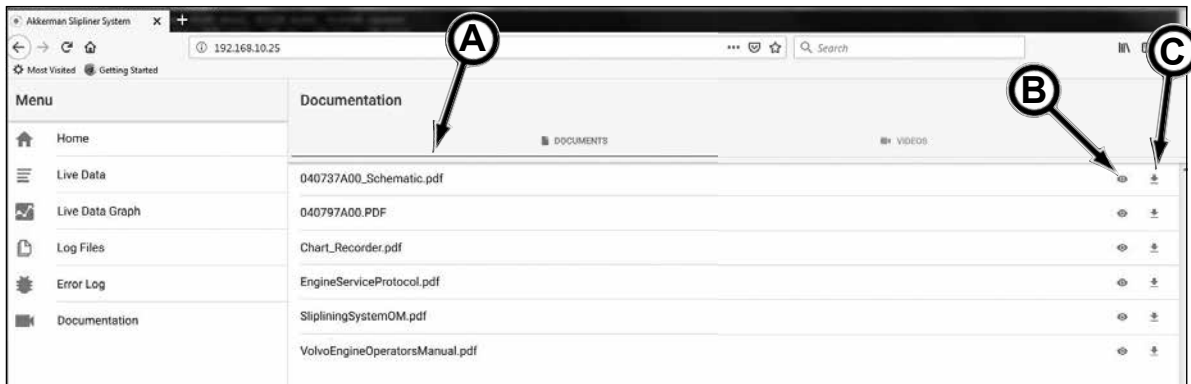 Akkerman Slipliner System
192.168.10.25
Search
Most Visited Getting Started
A
B
C
Menu
Home
Live Data
Live Data Graph
Log Files
Error Log
Documentation
Documentation
DOCUMENTS VIDEOS
040737A00_Schematic.pdf
040797A00.PDF
Chart_Recorder.pdf
EngineServiceProtocol.pdf
SlipliningSystemOM.pdf
VolvoEngineOperatorsManual.pdf